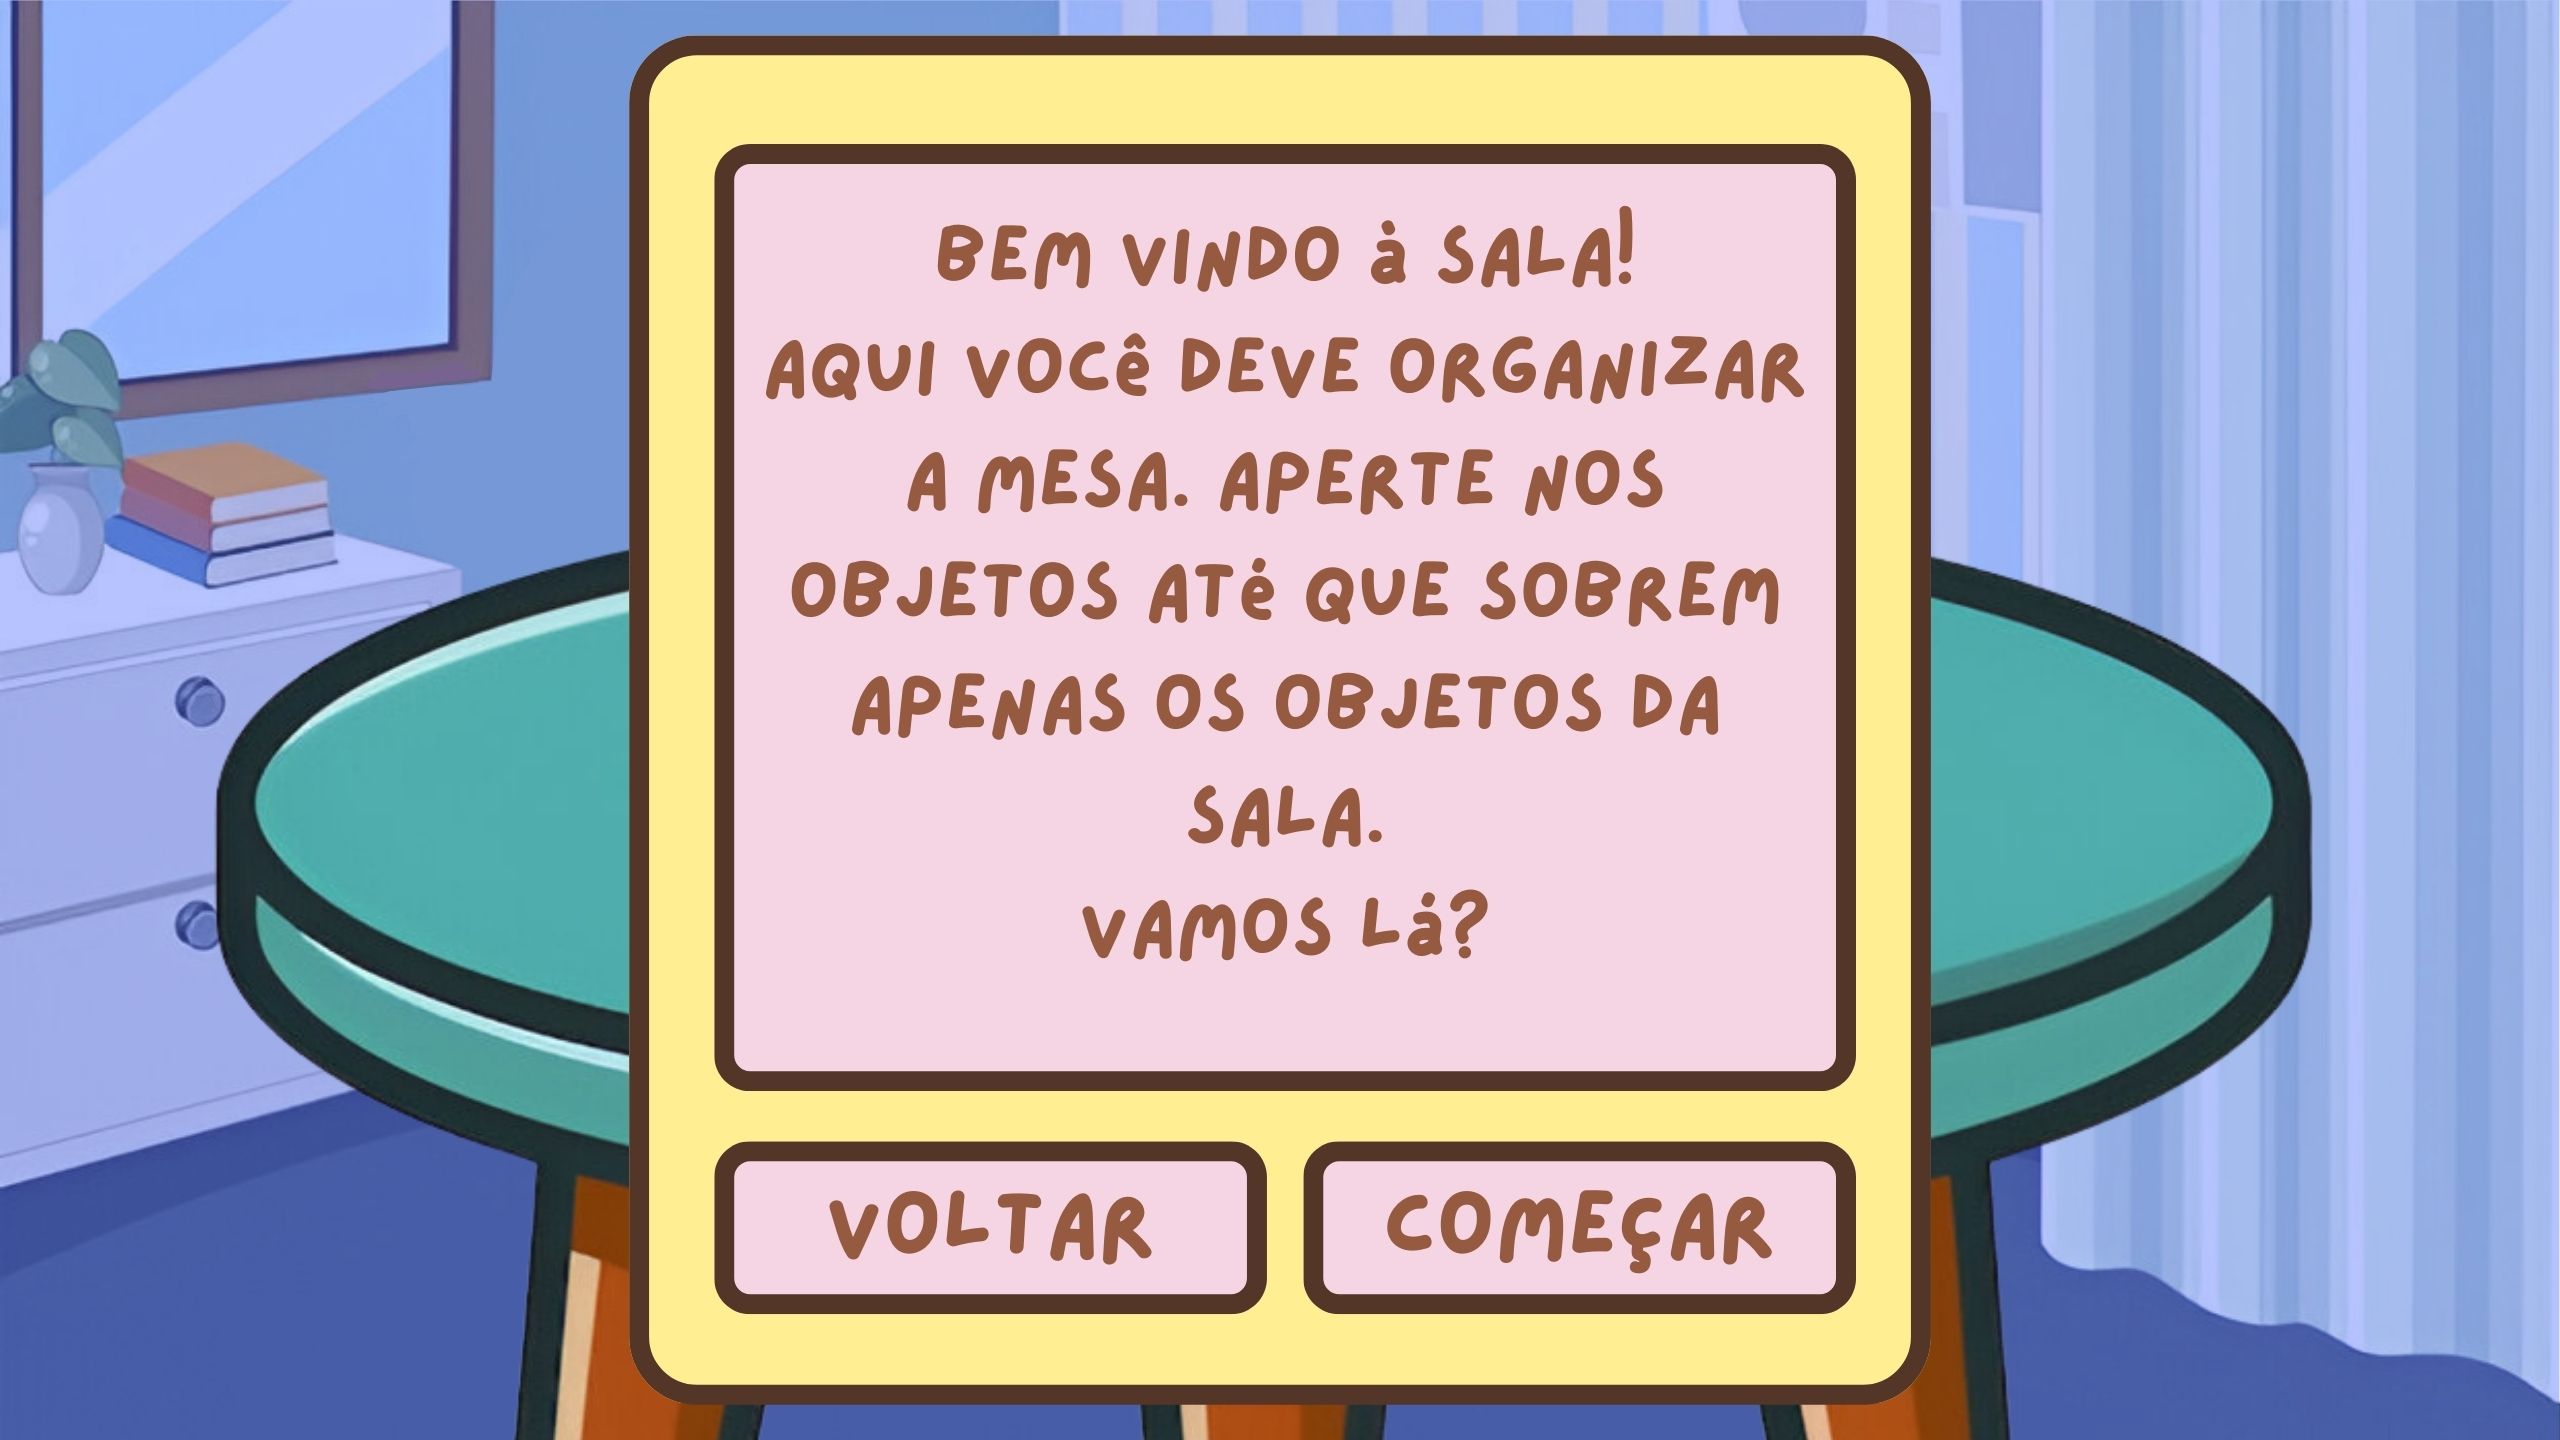 BEM VINDO à SALA!
AQUI VOCê DEVE ORGANIZAR
A MESA. APERTE NOS
OBJETOS ATé QUE SOBREM
APENAS OS OBJETOS DA
SALA.
VAMOS Lá?
VOLTAR
COMEÇAR